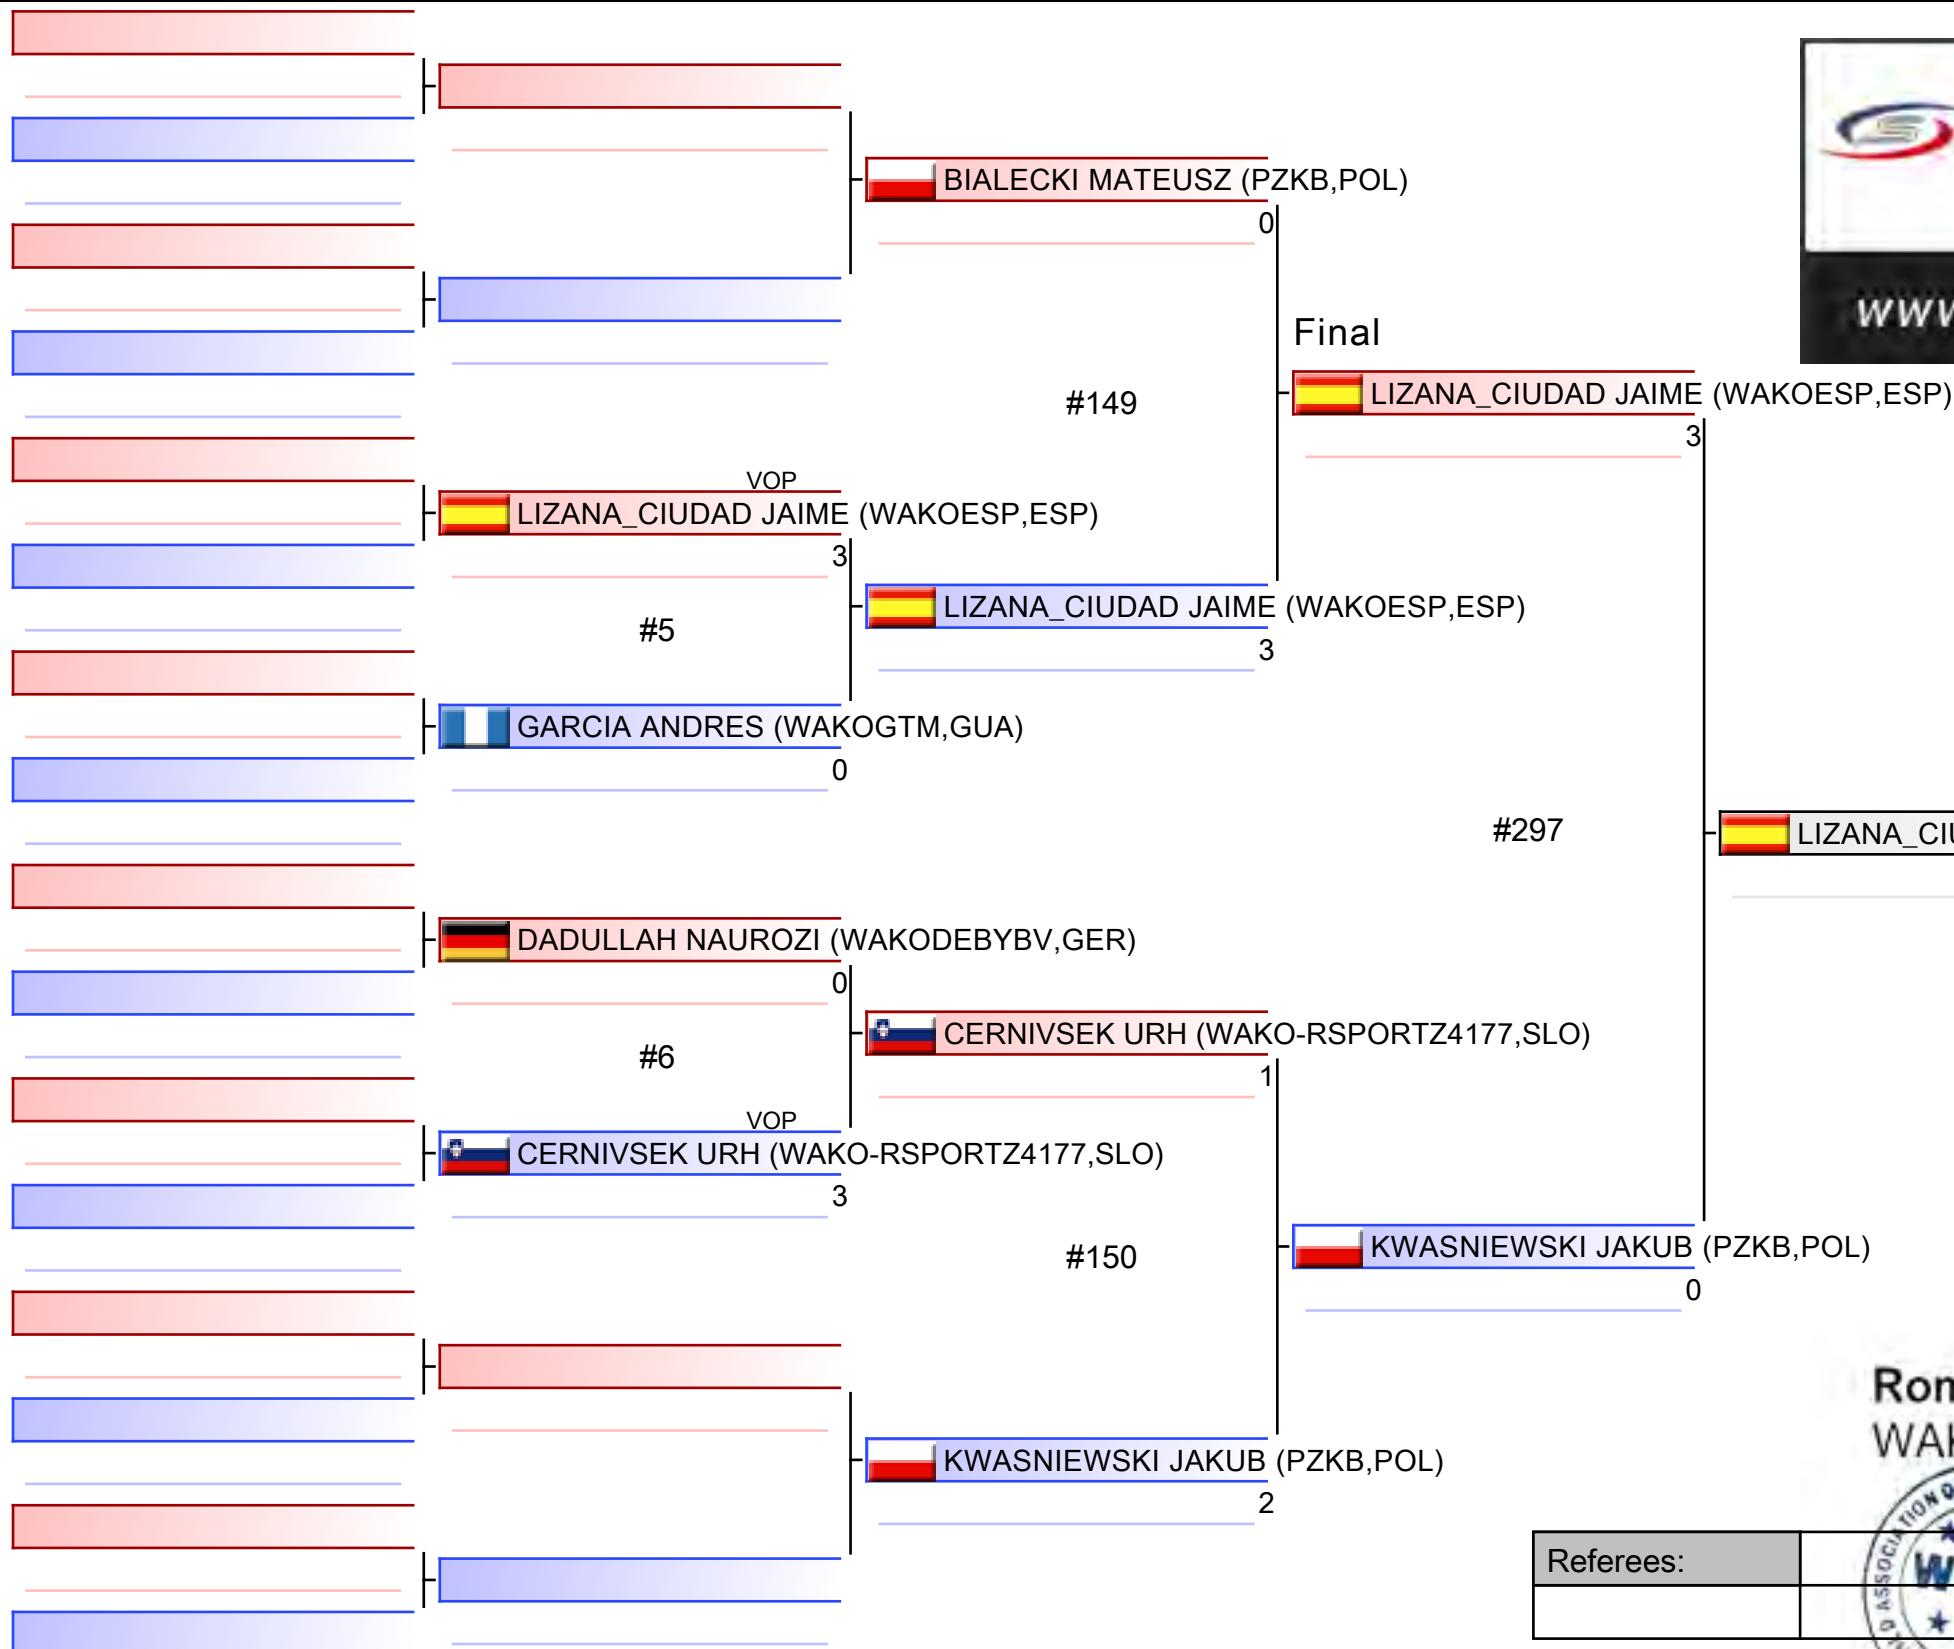 BIALECKI MATEUSZ (PZKB,POL)
0
Final
#149
LIZANA_CIUDAD JAIME (WAKOESP,ESP)
3
VOP
LIZANA_CIUDAD JAIME (WAKOESP,ESP)
3
LIZANA_CIUDAD JAIME (WAKOESP,ESP)
3
#5
GARCIA ANDRES (WAKOGTM,GUA)
0
#297
LIZANA_CIU
DADULLAH NAUROZI (WAKODEBYBV,GER)
0
CERNIVSEK URH (WAKO-RSPORTZ4177,SLO)
1
#6
VOP
CERNIVSEK URH (WAKO-RSPORTZ4177,SLO)
3
#150
KWASNIEWSKI JAKUB (PZKB,POL)
0
KWASNIEWSKI JAKUB (PZKB,POL)
2
Referees:
www
Rom
WAK
ASSOCIATION O